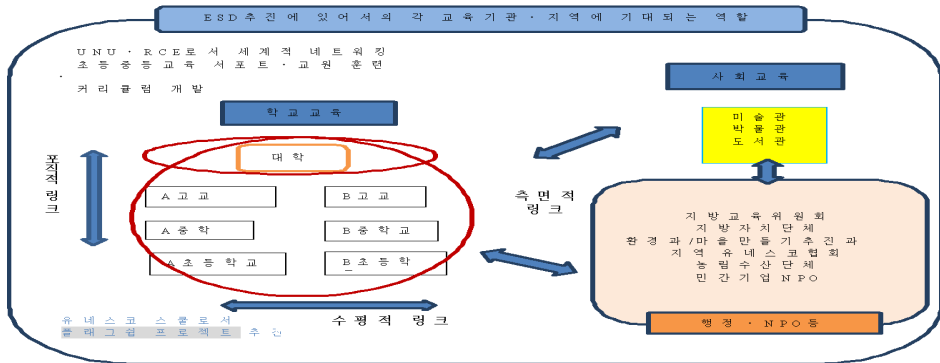 ESD추진에 있어서의 각 교육기관·지역에 기대되는 역할
UNU·RCE로서 세계적 네트워킹
초등중등교육 서포트·교원 훈련
·
커리큘럼 개발
학교교육
사회교육
미술관
박물관
도서관
대학
포직적 링크
A고교
B고교
측면적 링크
A중학
B중학교
A초등학교
B초등학
지방교육위원회
지방자치단체
환경과/마을만들기추진과
지역 유네스코협회
농림수산단체
민간기업NPO
유네스코 스쿨로서
플래그쉽 프로젝트 추진
수평적 링크
행정·NPO등